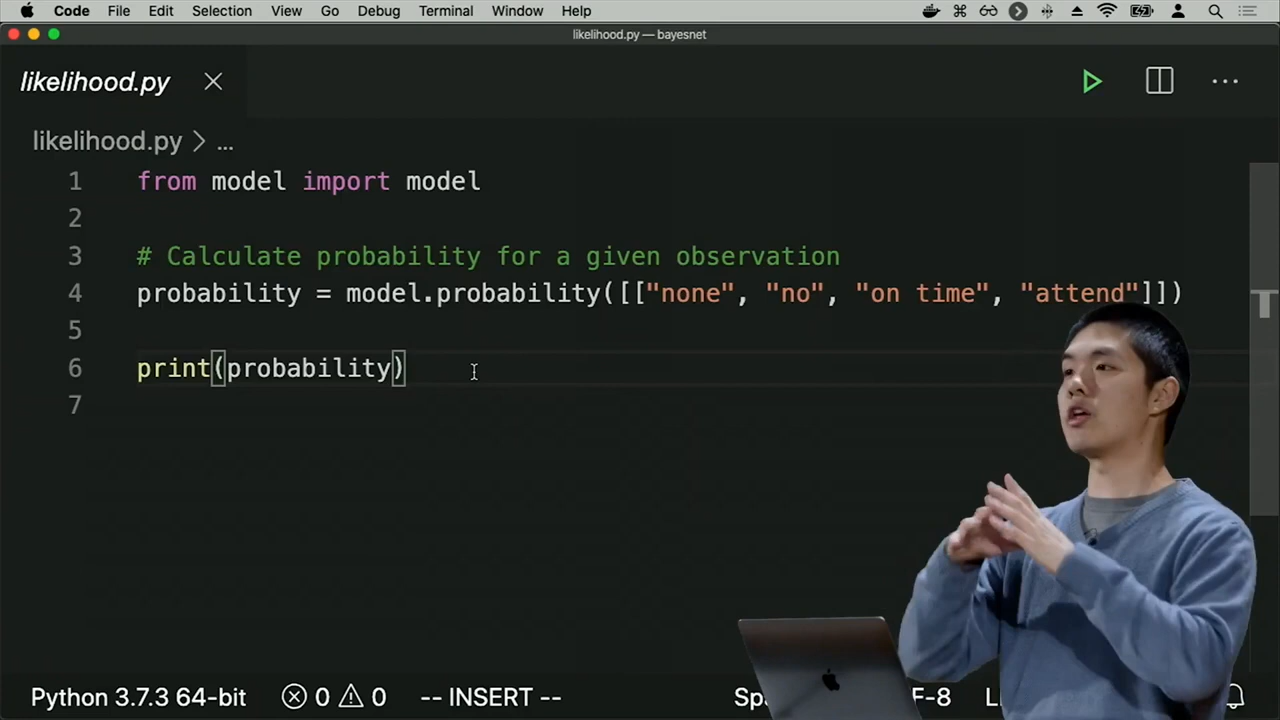 Code File Edit Selection View Go Debug Terminal Window Help
likelihood.py — bayesnet
likelihood.py
likelihood.py > ...
1 from model import model
2
3 # Calculate probability for a given observation
4 probability = model.probability([["none", "no", "on time", "attend"]])
5
6 print(probability)
7
Python 3.7.3 64-bit 0 0 -- INSERT --